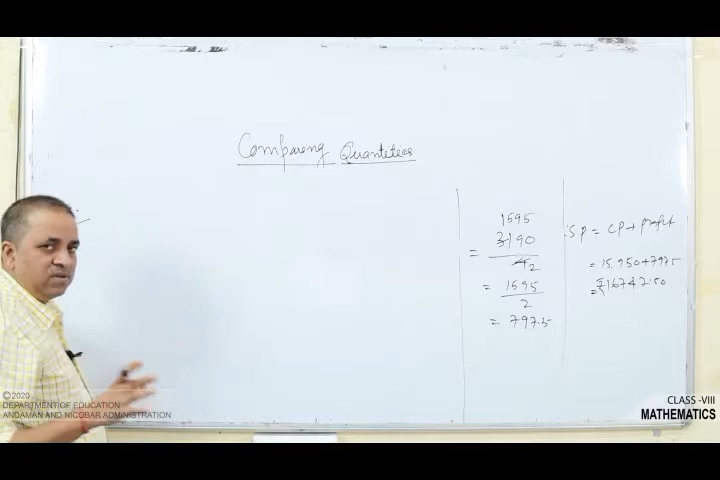 Compareng Quantities
1595
3190
= 42
= 1595
2
= 797.5
SP = CP + Profit
= 15,950+797.5
= ₹16747.50
©2020
DEPARTMENT OF EDUCATION
ANDAMAN AND NICOBAR ADMINISTRATION
CLASS -VIII
MATHEMATICS